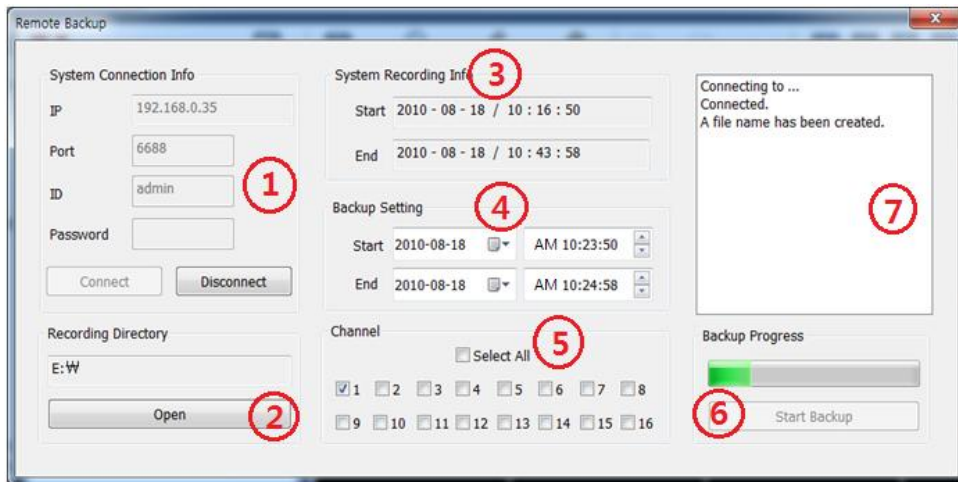 Remote Backup
System Connection Info
IP 192.168.0.35
Port 6688
ID admin
Password
Connect Disconnect
1
Recording Directory
E:₩
Open
2
System Recording Info
3
Start 2010 - 08 - 18 / 10 : 16 : 50
End 2010 - 08 - 18 / 10 : 43 : 58
Backup Setting
4
Start 2010-08-18 AM 10:23:50
End 2010-08-18 AM 10:24:58
Channel
5
Select All
1 2 3 4 5 6 7 8
9 10 11 12 13 14 15 16
Connecting to ...
Connected.
A file name has been created.
7
Backup Progress
6
Start Backup